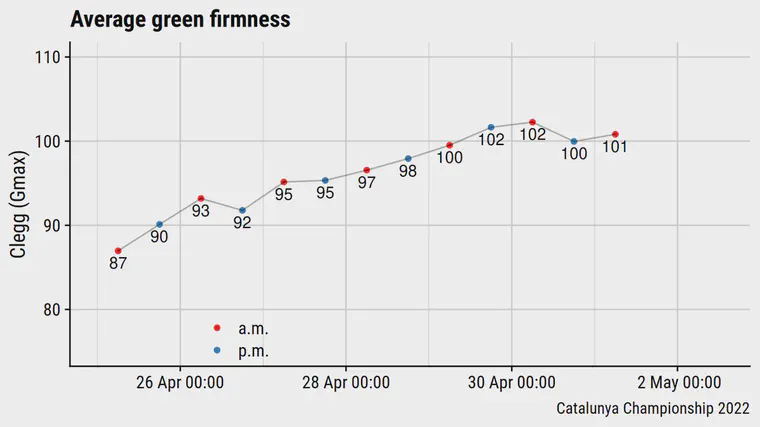 Average green firmness
Clegg (Gmax)
110
100
90
80
87
90
93
92
95
95
97
98
100
102
102
100
101
a.m.
p.m.
26 Apr 00:00
28 Apr 00:00
30 Apr 00:00
2 May 00:00
Catalunya Championship 2022